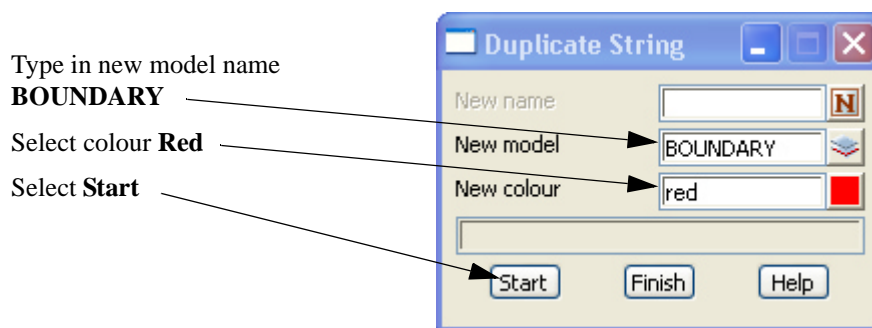 Type in new model name
BOUNDARY
Select colour Red
Select Start
Duplicate String
New name
N
New model BOUNDARY
New colour red
Start Finish Help